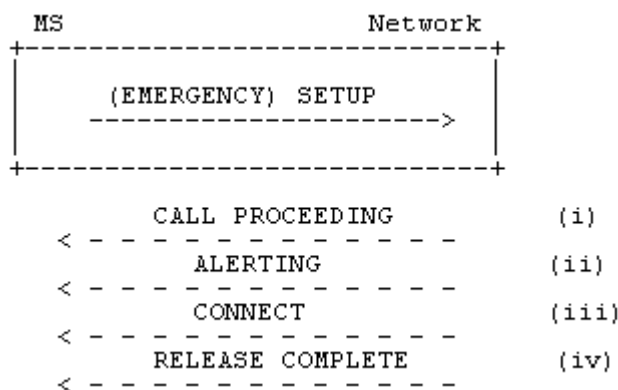 MS Network
(EMERGENCY) SETUP
CALL PROCEEDING (i)
ALERTING (ii)
CONNECT (iii)
RELEASE COMPLETE (iv)